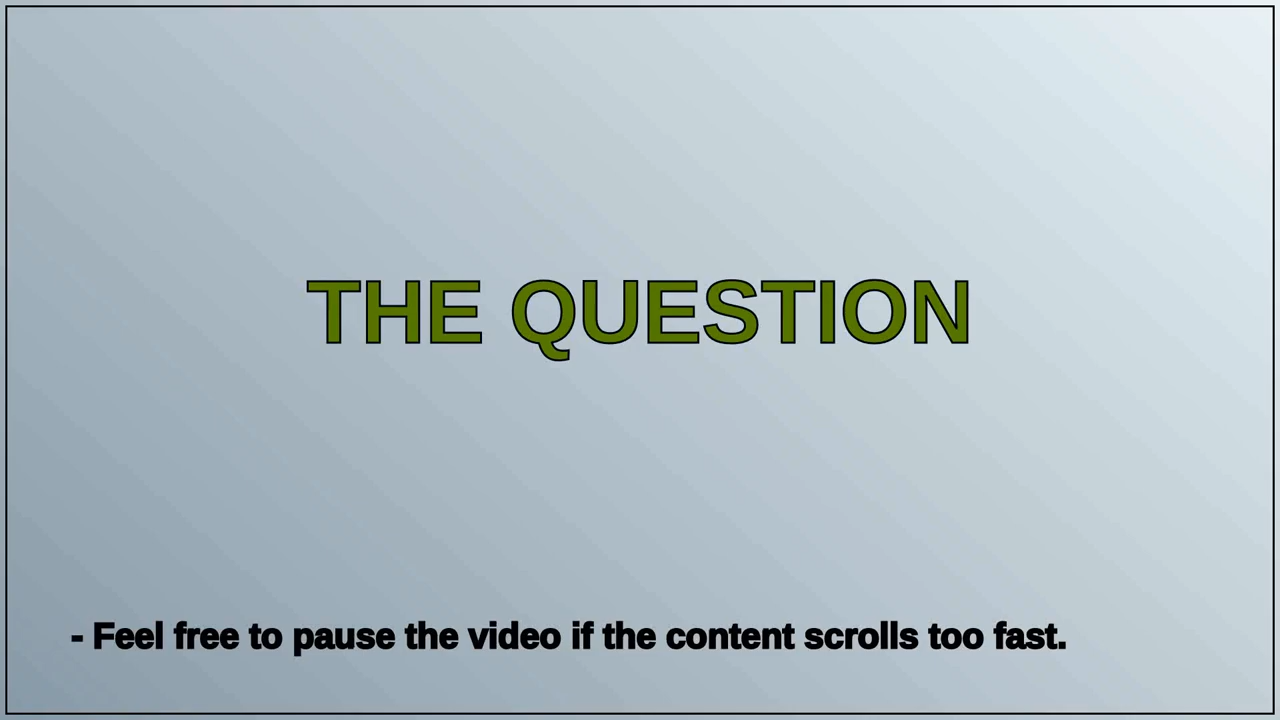 THE QUESTION
- Feel free to pause the video if the content scrolls too fast.